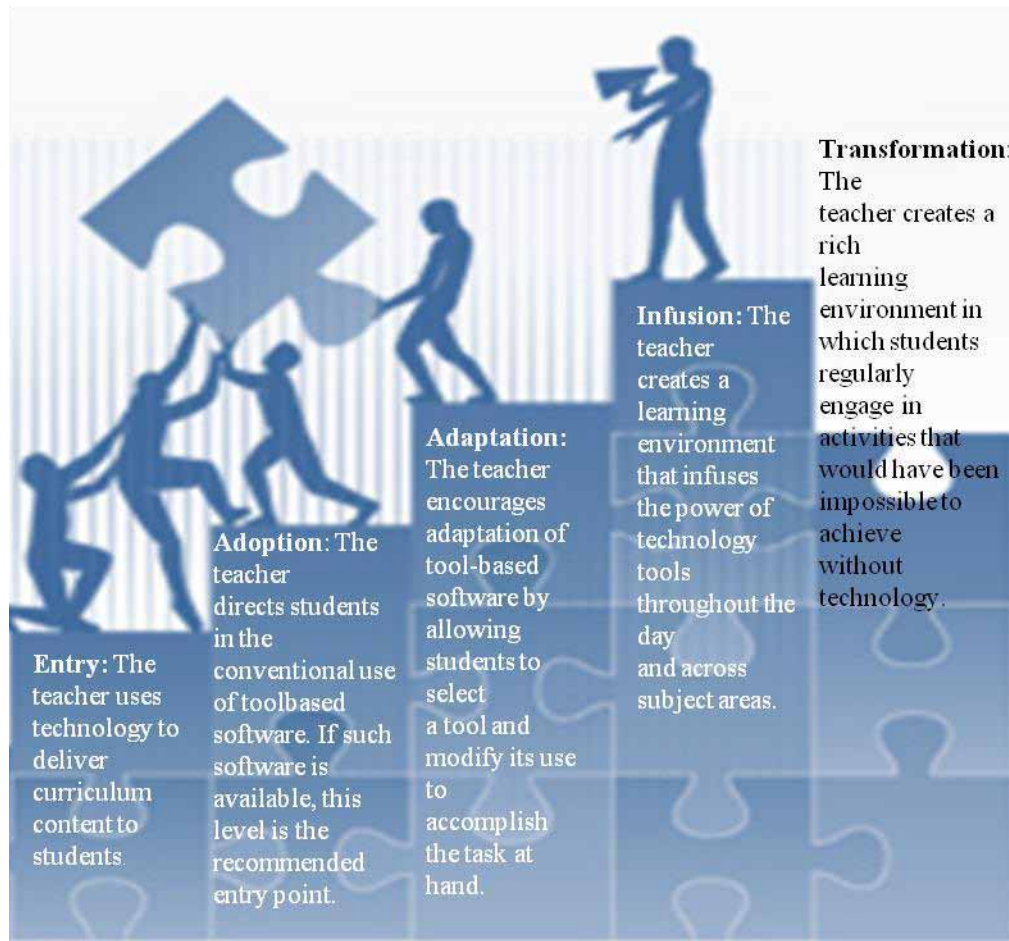 Entry: The
teacher uses
technology to
deliver
curriculum
content to
students.
Adoption: The
teacher
directs students
in the
conventional use
of toolbased
software. If such
software is
available, this
level is the
recommended
entry point.
Adaptation:
The teacher
encourages
adaptation of
tool-based
software by
allowing
students to
select
a tool and
modify its use
to
accomplish
the task at
hand.
Infusion: The
teacher
creates a
learning
environment
that infuses
the power of
technology
tools
throughout the
day
and across
subject areas.
Transformation:
The
teacher creates a
rich
learning
environment in
which students
regularly
engage in
activities that
would have been
impossible to
achieve
without
technology.